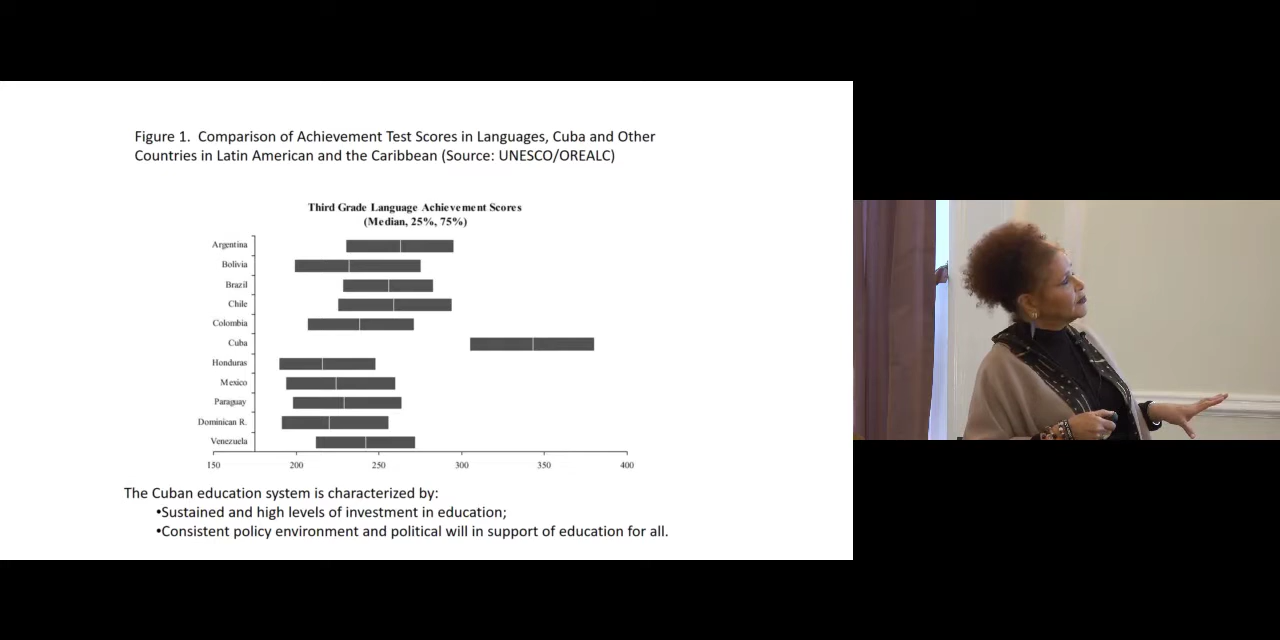 Figure 1. Comparison of Achievement Test Scores in Languages, Cuba and Other
Countries in Latin American and the Caribbean (Source: UNESCO/OREALC)
Third Grade Language Achievement Scores
(Median, 25%, 75%)
Argentina
Bolivia
Brazil
Chile
Colombia
Cuba
Honduras
Mexico
Paraguay
Dominican R.
Venezuela
150 200 250 300 350 400
The Cuban education system is characterized by:
•Sustained and high levels of investment in education;
•Consistent policy environment and political will in support of education for all.